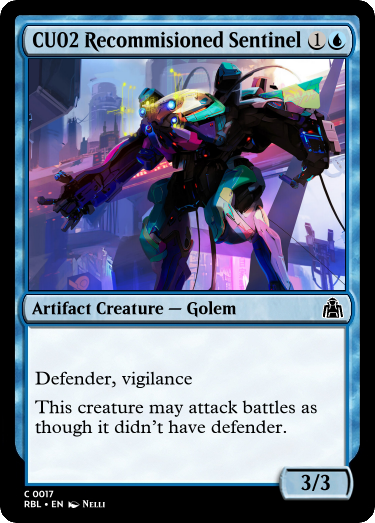 CU02 Recommisioned Sentinel 1
Artifact Creature — Golem
Defender, vigilance
This creature may attack battles as
though it didn't have defender.
3/3
C 0017
RBL • EN Nelli